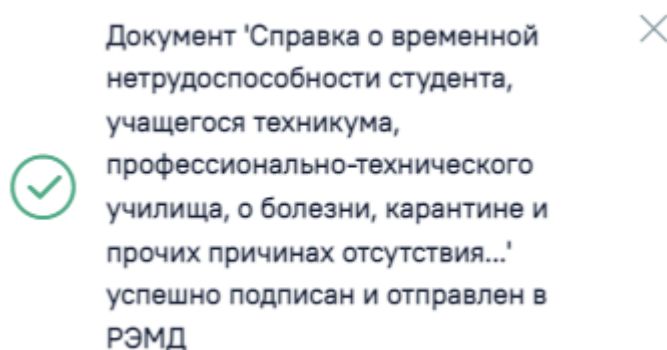 Документ 'Справка о временной
нетрудоспособности студента,
учащегося техникума,
профессионально-технического
училища, о болезни, карантине и
прочих причинах отсутствия...'
успешно подписан и отправлен в
РЭМД